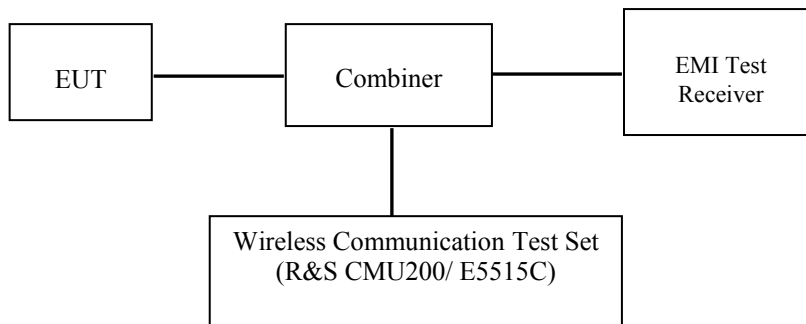 EUT
Combiner
EMI Test
Receiver
Wireless Communication Test Set
(R&S CMU200/ E5515C)